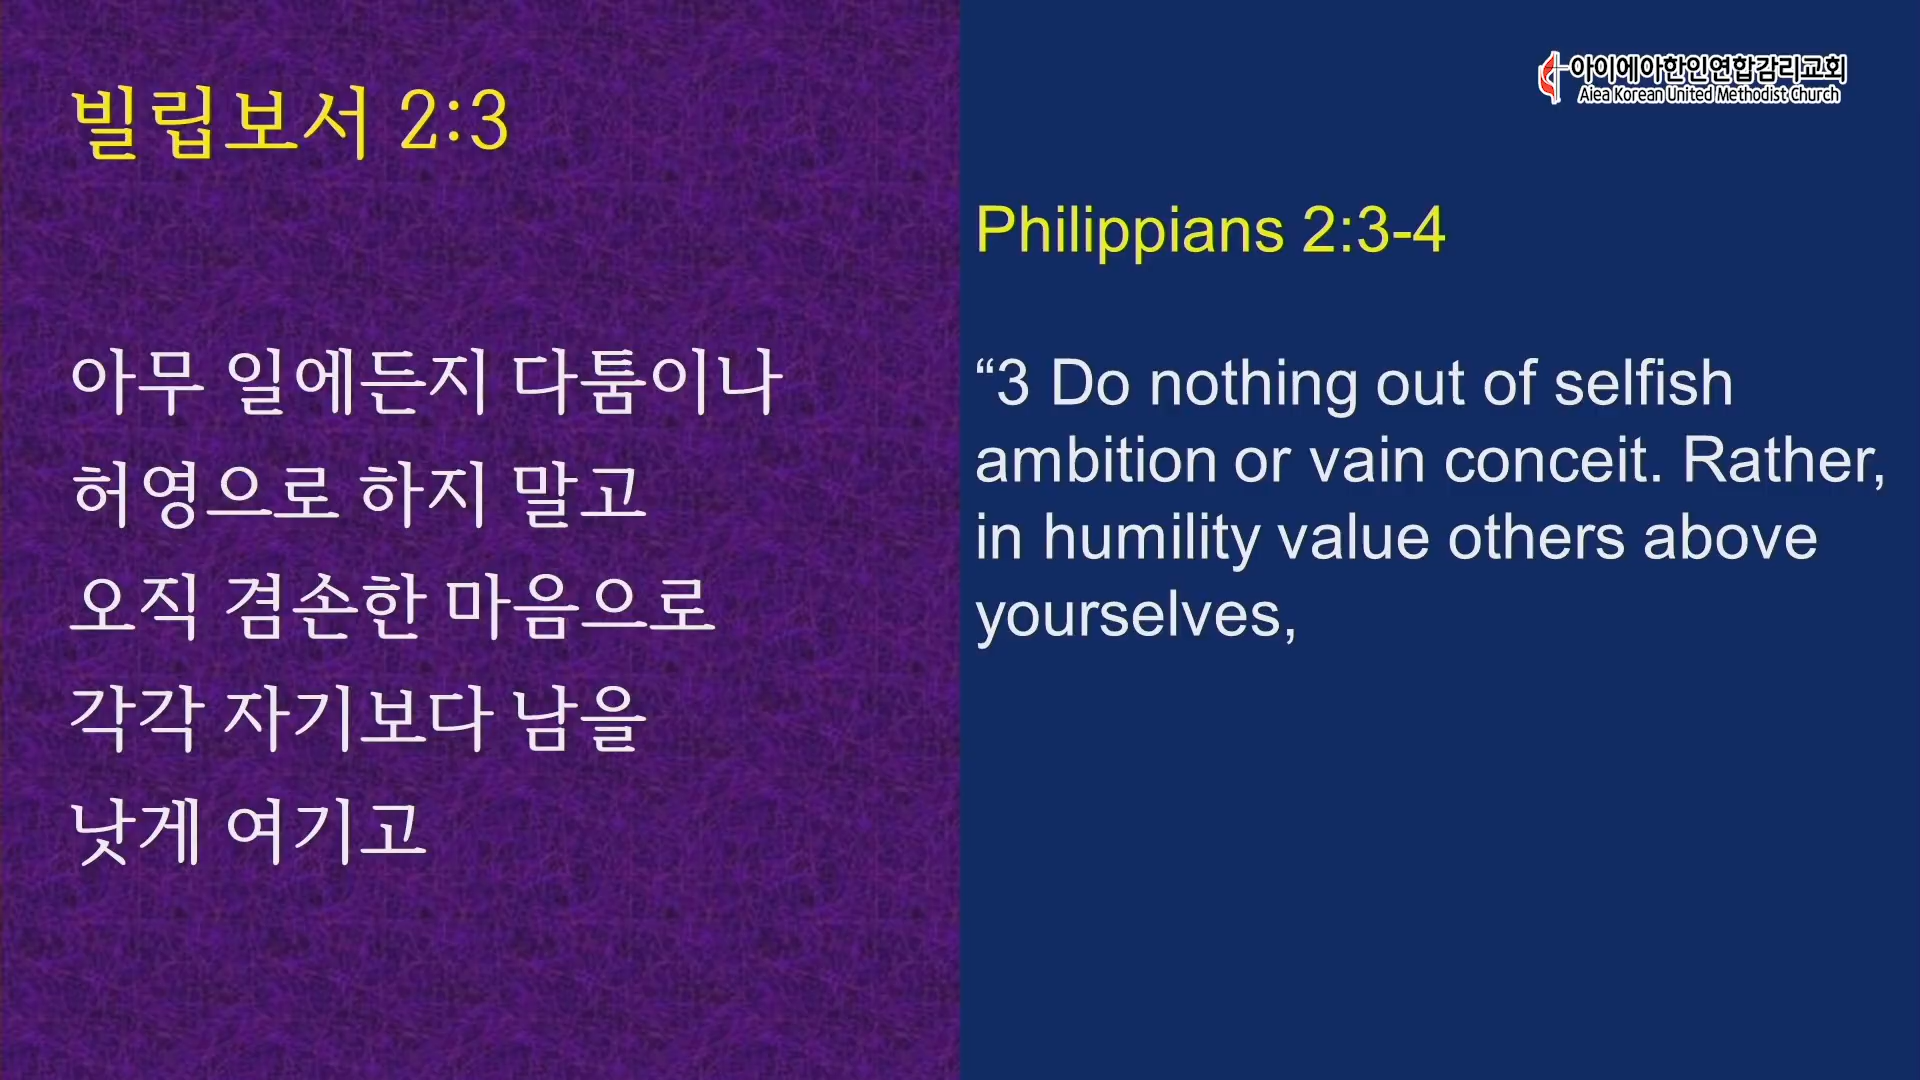 빌립보서 2:3
아무 일에든지 다툼이나
허영으로 하지 말고
오직 겸손한 마음으로
각각 자기보다 남을
낫게 여기고
아이에아한인연합감리교회
Aiea Korean United Methodist Church
Philippians 2:3-4
“3 Do nothing out of selfish
ambition or vain conceit. Rather,
in humility value others above
yourselves,